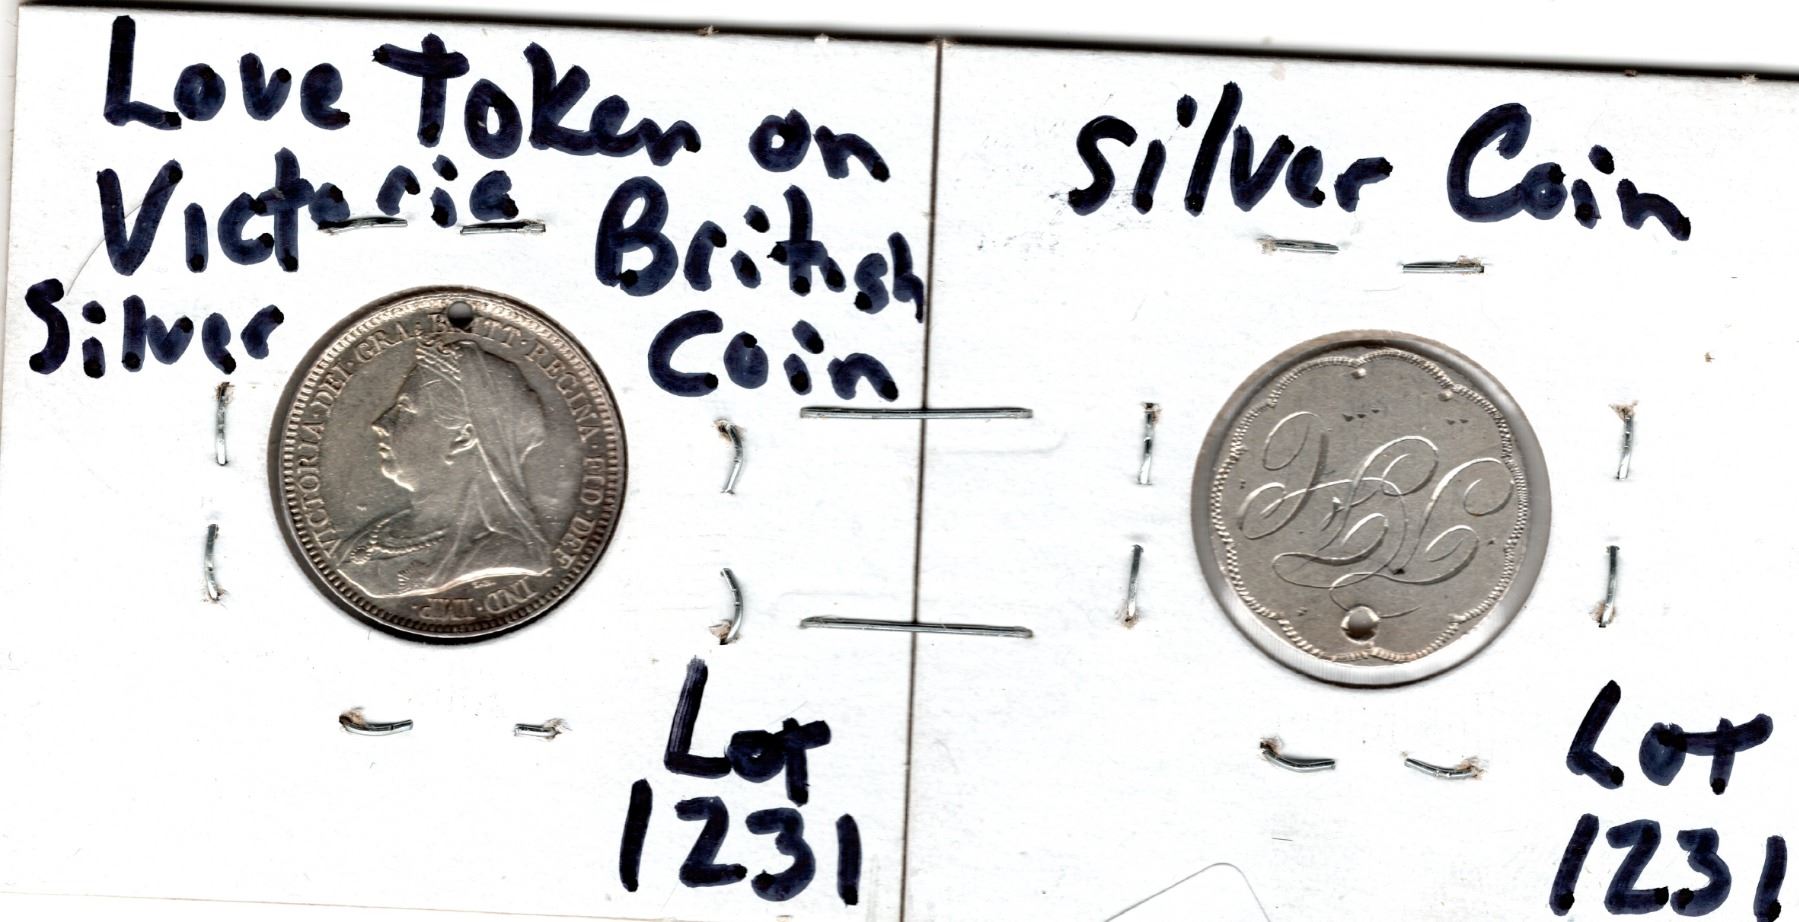 Love Token on
Victoria British
Silver Coin
VICTORIA·DEI·GRA·BRITT·REGINA·FID·DEF·IND·IMP·
Lot
1231
Silver Coin
Lot
1231